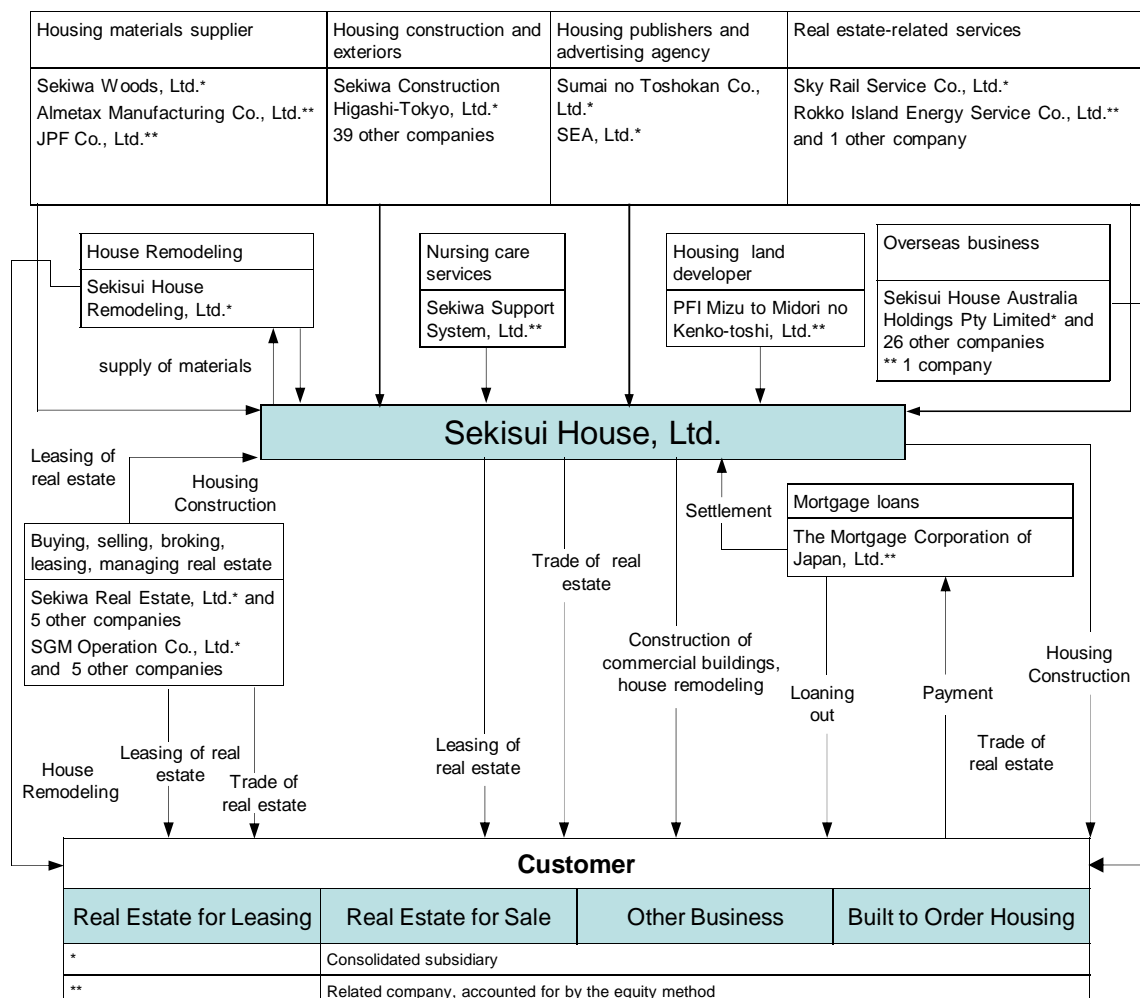 Housing materials supplier
Sekiwa Woods, Ltd.*
Almetax Manufacturing Co., Ltd.**
JPF Co., Ltd.**
Housing construction and
exteriors
Sekiwa Construction
Higashi-Tokyo, Ltd.*
39 other companies
Housing publishers and
advertising agency
Sumai no Toshokan Co.,
Ltd.*
SEA, Ltd.*
Real estate-related services
Sky Rail Service Co., Ltd.*
Rokko Island Energy Service Co., Ltd.**
and 1 other company
House Remodeling
Sekisui House
Remodeling, Ltd.*
Nursing care
services
Sekiwa Support
System, Ltd.**
Housing land
developer
PFI Mizu to Midori no
Kenko-toshi, Ltd.**
Overseas business
Sekisui House Australia
Holdings Pty Limited* and
26 other companies
** 1 company
supply of materials
Sekisui House, Ltd.
Leasing of
real estate
Housing
Construction
Buying, selling, broking,
leasing, managing real estate
Sekiwa Real Estate, Ltd.* and
5 other companies
SGM Operation Co., Ltd.*
and 5 other companies
Settlement
Mortgage loans
The Mortgage Corporation of
Japan, Ltd.**
Trade of real
estate
Construction of
commercial buildings,
house remodeling
Loaning
out
Payment
Housing
Construction
House
Remodeling
Leasing of real
estate
Trade of
real estate
Leasing of
real estate
Trade of
real estate
Customer
Real Estate for Leasing
Real Estate for Sale
Other Business
Built to Order Housing
*
Consolidated subsidiary
**
Related company, accounted for by the equity method